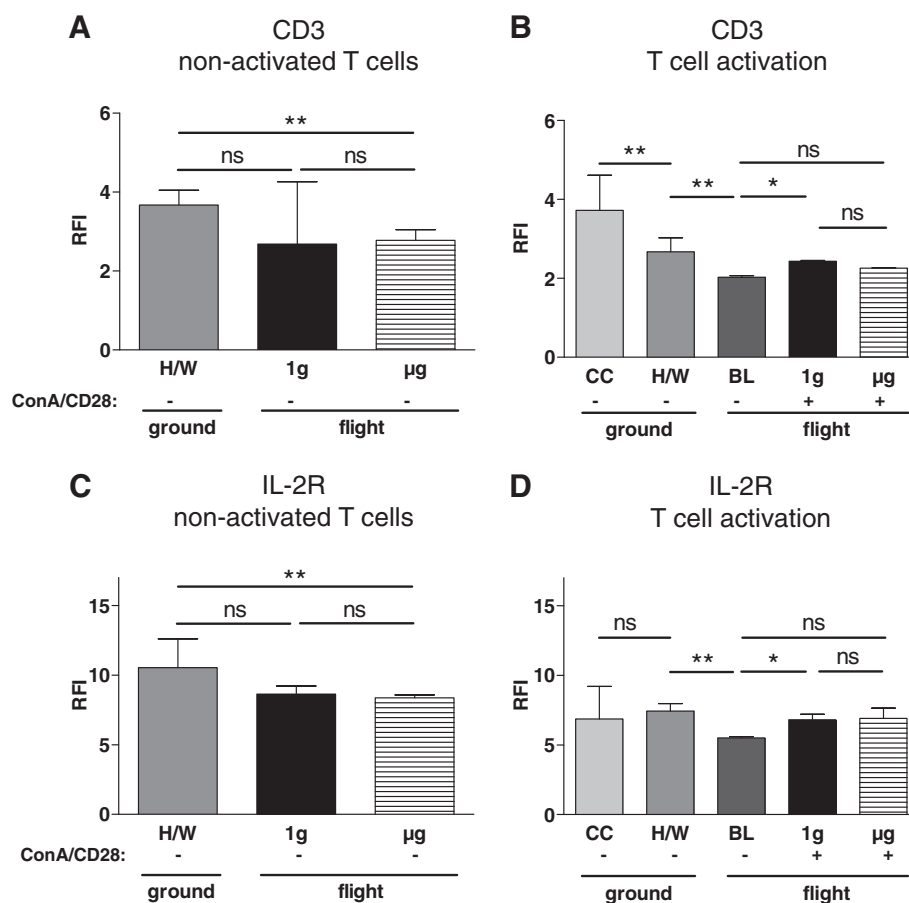 A
CD3
non-activated T cells
6
4
2
0
RFI
**
ns
ns
H/W
1g
µg
ConA/CD28:
-
-
-
ground
flight
B
CD3
T cell activation
6
4
2
0
RFI
**
**
*
ns
ns
CC
H/W
BL
1g
µg
-
-
-
+
+
ground
flight
C
IL-2R
non-activated T cells
15
10
5
0
RFI
**
ns
ns
H/W
1g
µg
ConA/CD28:
-
-
-
ground
flight
D
IL-2R
T cell activation
15
10
5
0
RFI
ns
**
*
ns
ns
CC
H/W
BL
1g
µg
-
-
-
+
+
ground
flight